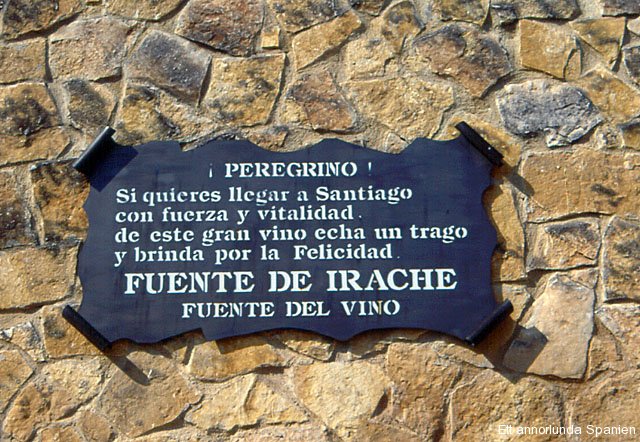 ¡ PEREGRINO !
Si quieres llegar a Santiago
con fuerza y vitalidad.
de este gran vino echa un trago
y brinda por la Felicidad.
FUENTE DE IRACHE
FUENTE DEL VINO
Ett annorlunda Spanien